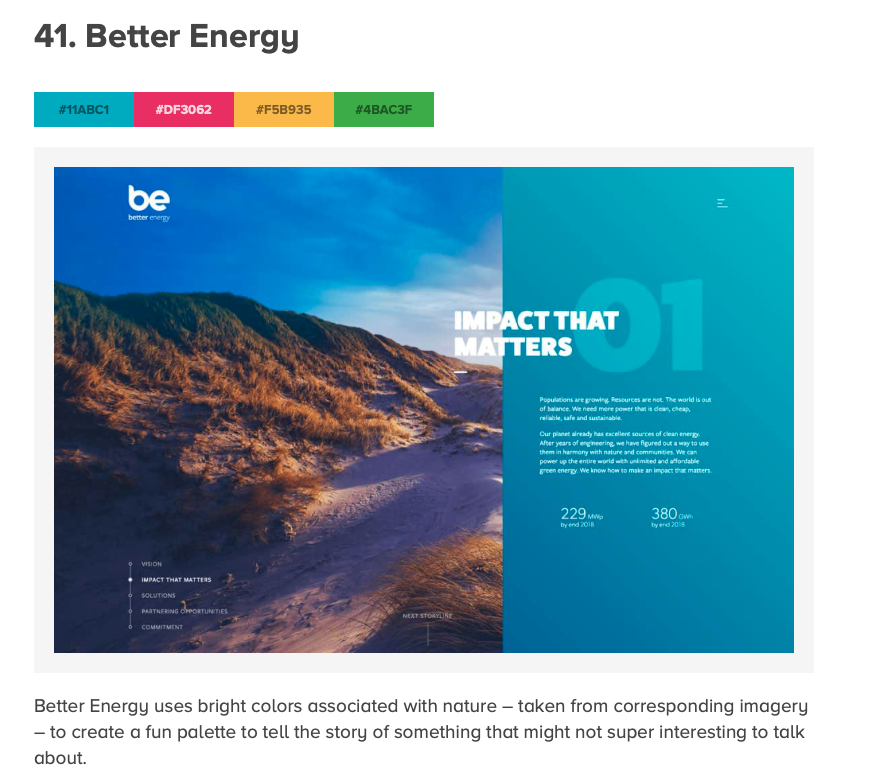 41. Better Energy
#11ABC1 #DF3062 #F5B935 #4BAC3F
be
better energy
01
IMPACT THAT
MATTERS
Populations are growing. Resources are not. The world is out
of balance. We need more power that is clean, cheap,
reliable, safe and sustainable.
Our planet already has excellent sources of clean energy.
After years of engineering, we have figured out a way to use
them in harmony with nature and communities. We can
power up the entire world with unlimited and affordable
green energy. We know how to make an impact that matters.
229 MWp
by end 2018
380 GWh
by end 2018
VISION
IMPACT THAT MATTERS
SOLUTIONS
PARTNERING OPPORTUNITIES
COMMITMENT
NEXT STORYLINE
Better Energy uses bright colors associated with nature – taken from corresponding imagery
– to create a fun palette to tell the story of something that might not super interesting to talk
about.